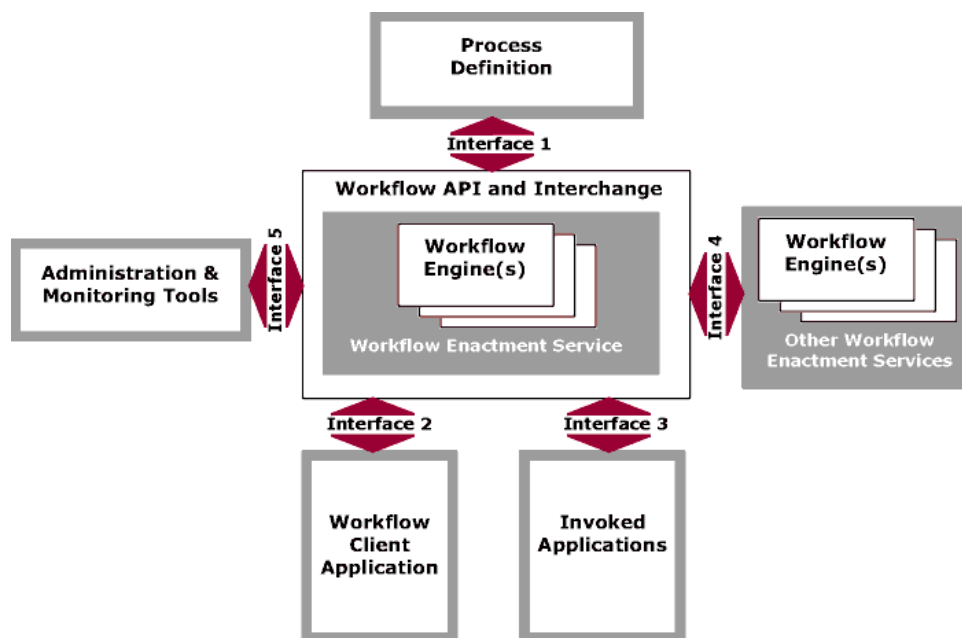 Process
Definition
Interface 1
Workflow API and Interchange
Workflow
Engine(s)
Workflow Enactment Service
Interface 5
Administration &
Monitoring Tools
Interface 4
Workflow
Engine(s)
Other Workflow
Enactment Services
Interface 2
Interface 3
Workflow
Client
Application
Invoked
Applications